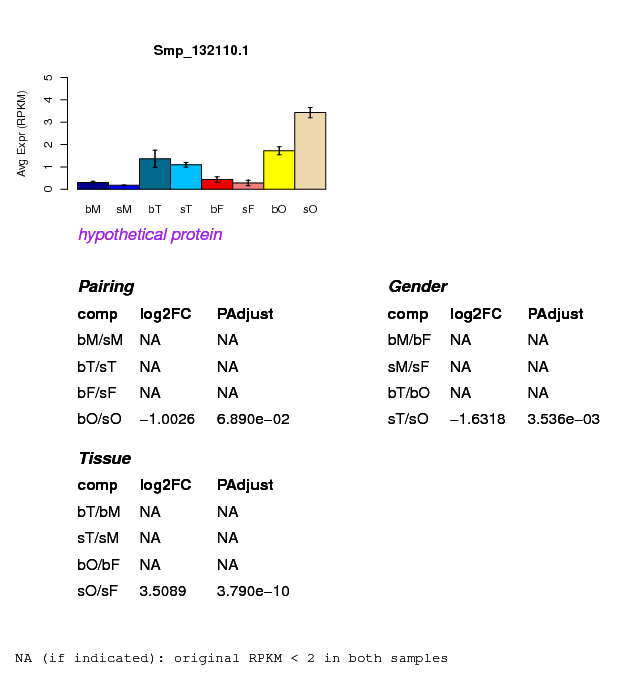 Smp_132110.1
Avg Expr (RPKM)
0 1 2 3 4 5
bM sM bT sT bF sF bO sO
hypothetical protein
Pairing
comp log2FC PAdjust
bM/sM NA NA
bT/sT NA NA
bF/sF NA NA
bO/sO −1.0026 6.890e−02
Gender
comp log2FC PAdjust
bM/bF NA NA
sM/sF NA NA
bT/bO NA NA
sT/sO −1.6318 3.536e−03
Tissue
comp log2FC PAdjust
bT/bM NA NA
sT/sM NA NA
bO/bF NA NA
sO/sF 3.5089 3.790e−10
NA (if indicated): original RPKM < 2 in both samples